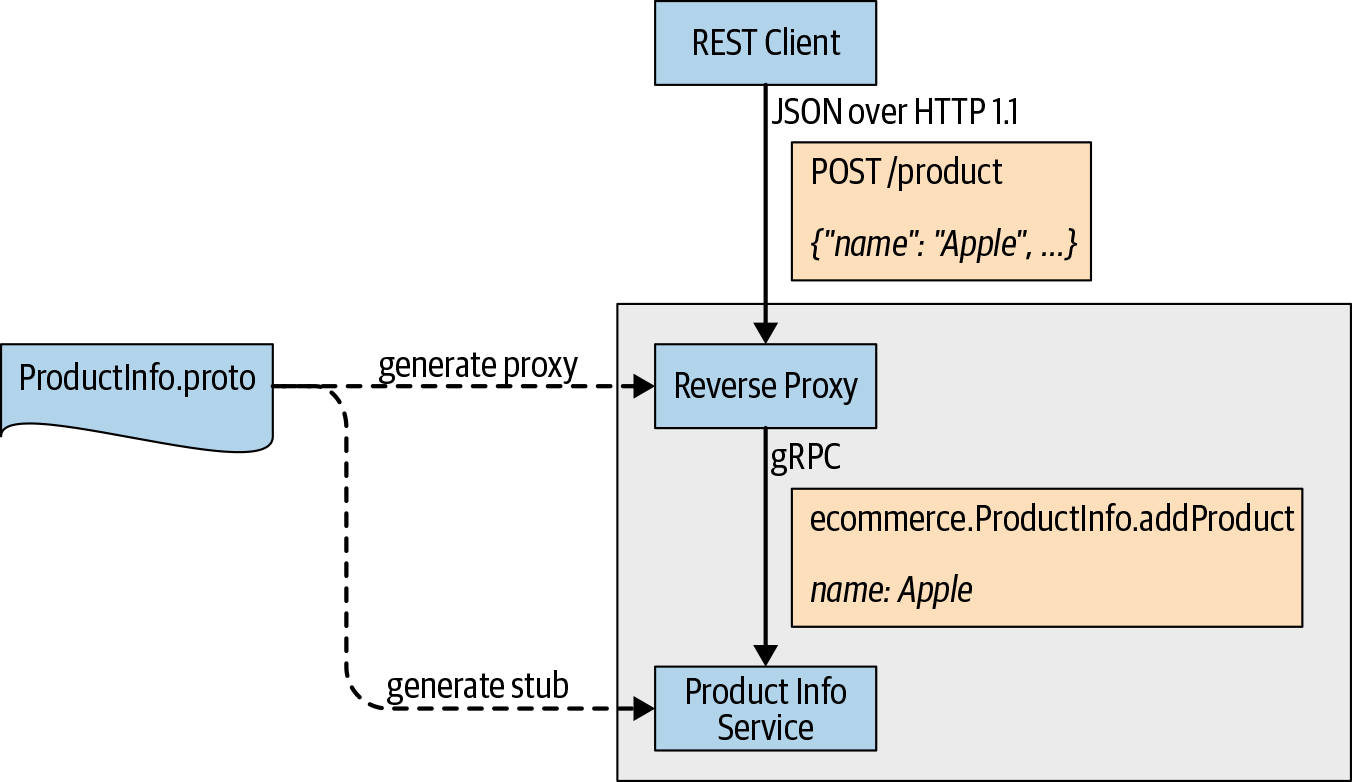 REST Client
JSON over HTTP 1.1
POST /product
{"name": "Apple", ...}
ProductInfo.proto
generate proxy
Reverse Proxy
gRPC
ecommerce.ProductInfo.addProduct
name: Apple
generate stub
Product Info
Service